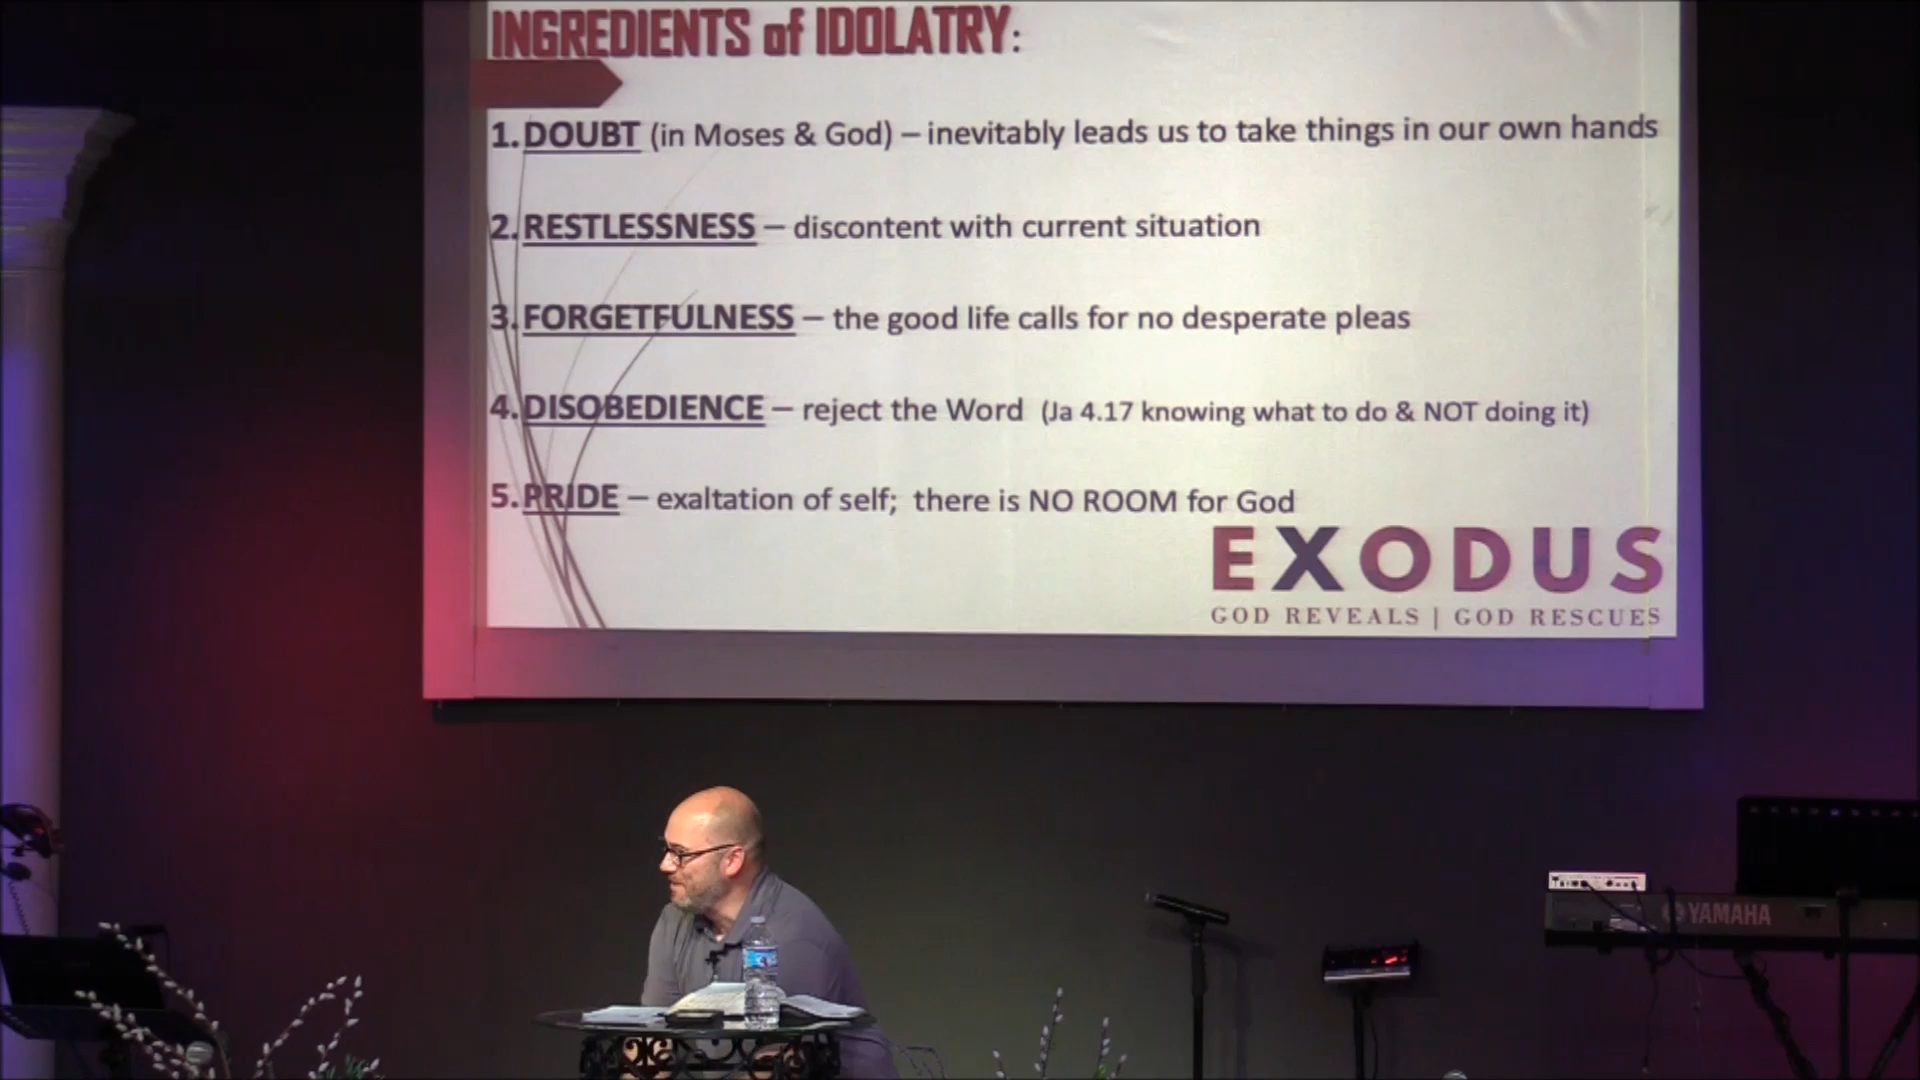 INGREDIENTS of IDOLATRY:
1. DOUBT (in Moses & God) – inevitably leads us to take things in our own hands
2. RESTLESSNESS – discontent with current situation
3. FORGETFULNESS – the good life calls for no desperate pleas
4. DISOBEDIENCE – reject the Word (Ja 4.17 knowing what to do & NOT doing it)
5. PRIDE – exaltation of self; there is NO ROOM for God
EXODUS
GOD REVEALS | GOD RESCUES
YAMAHA